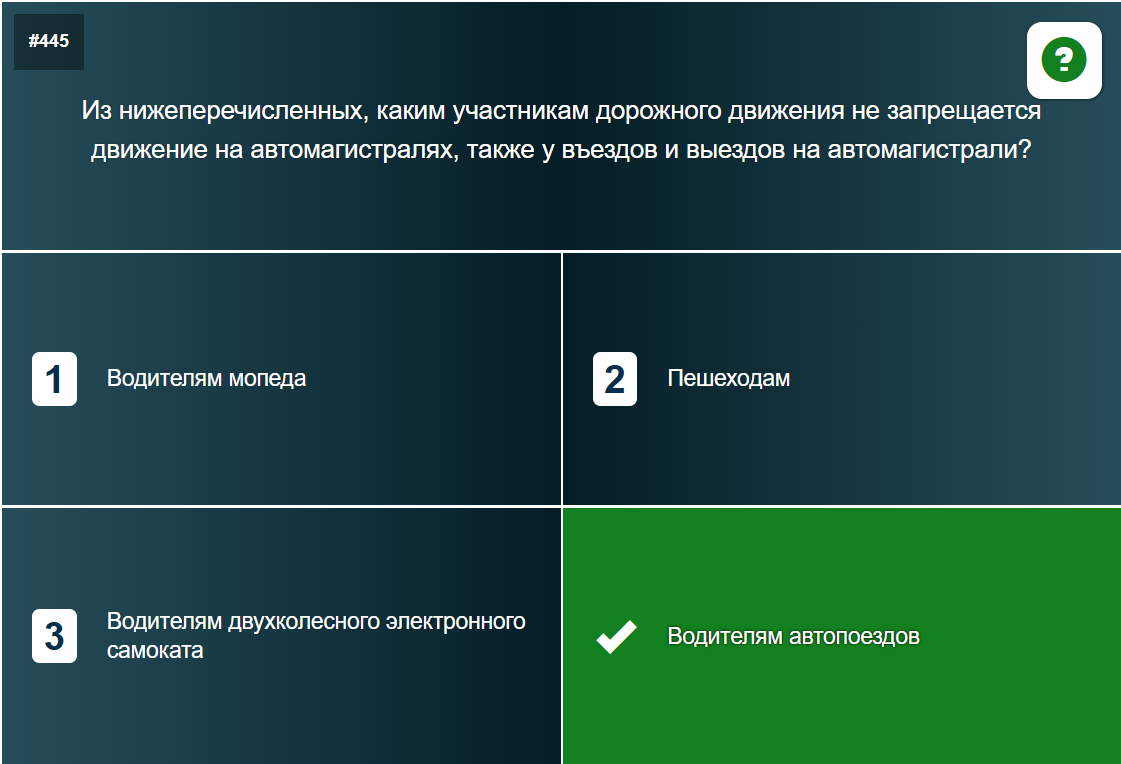 #445
?
Из нижеперечисленных, каким участникам дорожного движения не запрещается
движение на автомагистралях, также у въездов и выездов на автомагистрали?
1
Водителям мопеда
2
Пешеходам
3
Водителям двухколесного электронного
самоката
Водителям автопоездов